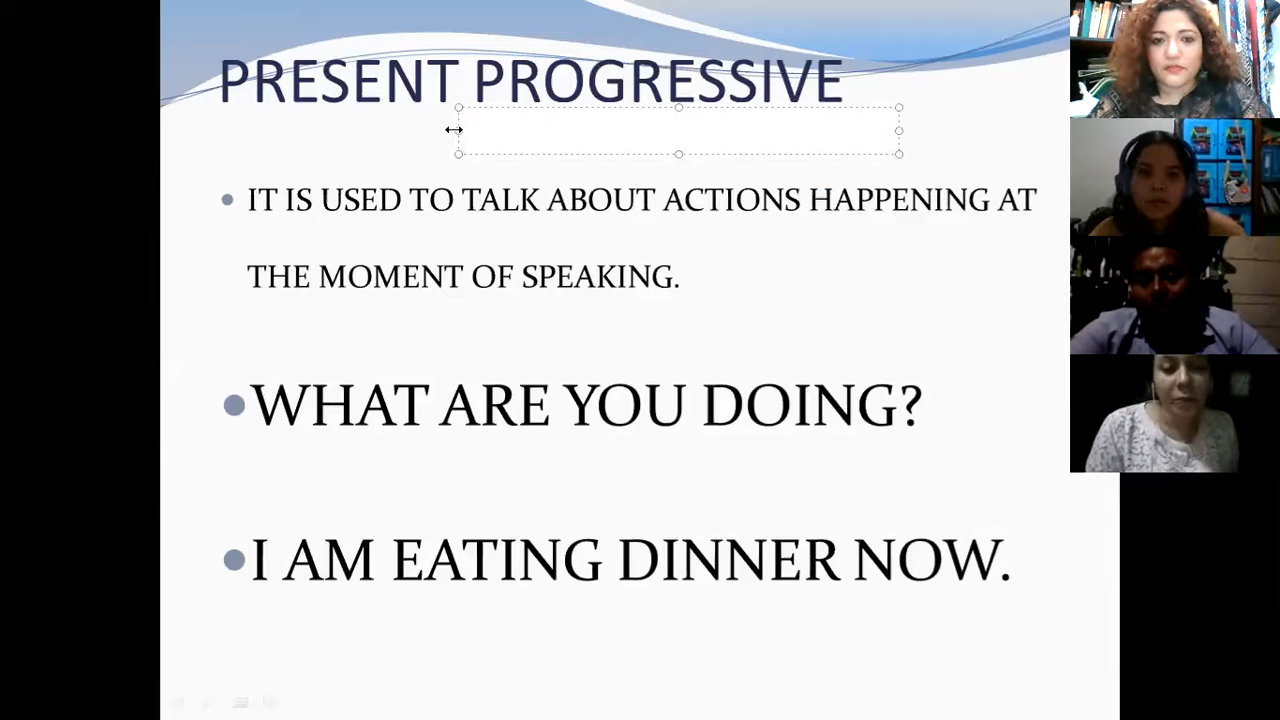 PRESENT PROGRESSIVE
IT IS USED TO TALK ABOUT ACTIONS HAPPENING AT
THE MOMENT OF SPEAKING.
WHAT ARE YOU DOING?
I AM EATING DINNER NOW.